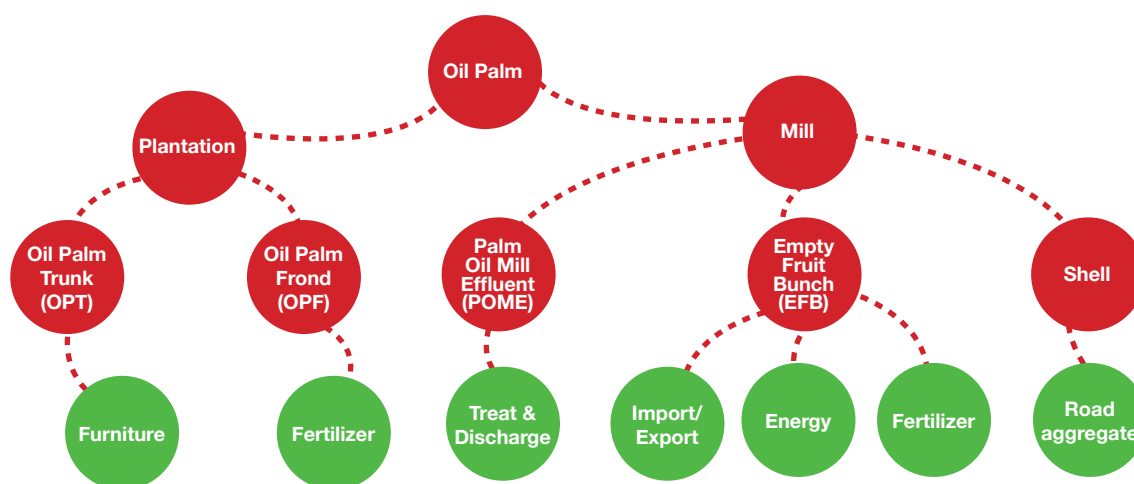 Oil Palm
Plantation
Mill
Oil Palm
Trunk
(OPT)
Oil Palm
Frond
(OPF)
Palm
Oil Mill
Effluent
(POME)
Empty
Fruit
Bunch
(EFB)
Shell
Furniture
Fertilizer
Treat &
Discharge
Import/
Export
Energy
Fertilizer
Road
aggregate